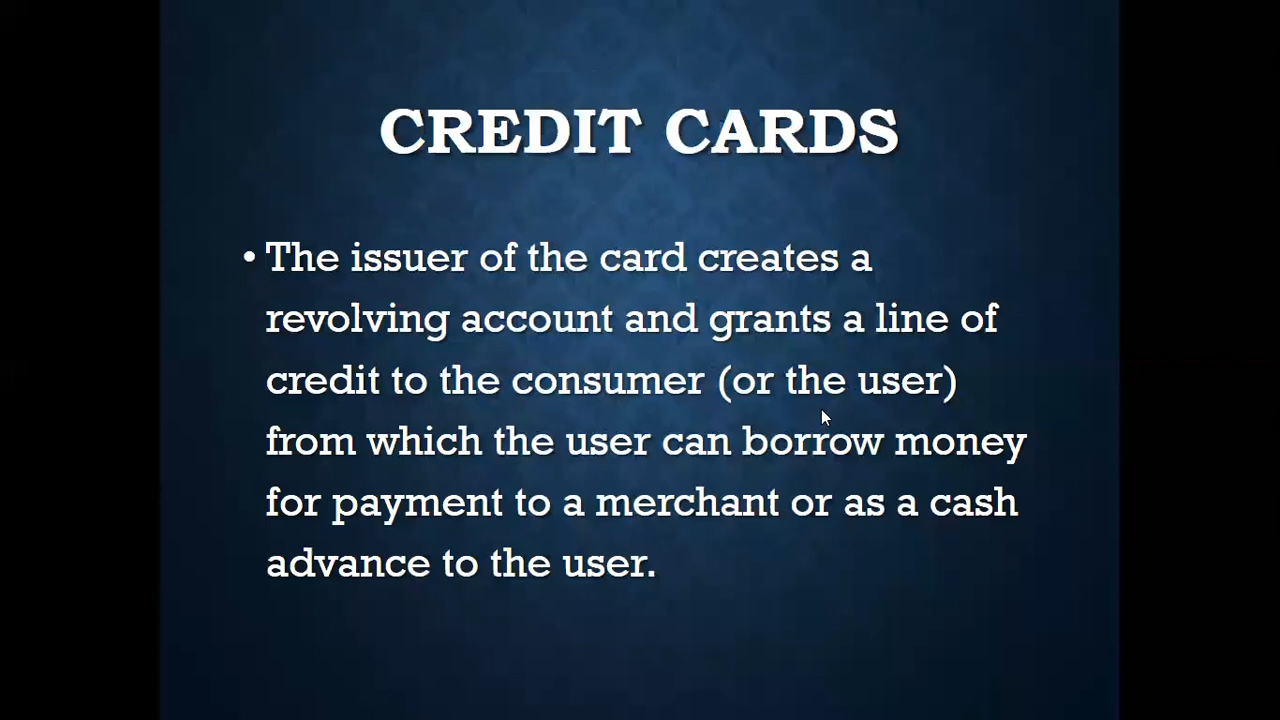 CREDIT CARDS
• The issuer of the card creates a
revolving account and grants a line of
credit to the consumer (or the user)
from which the user can borrow money
for payment to a merchant or as a cash
advance to the user.